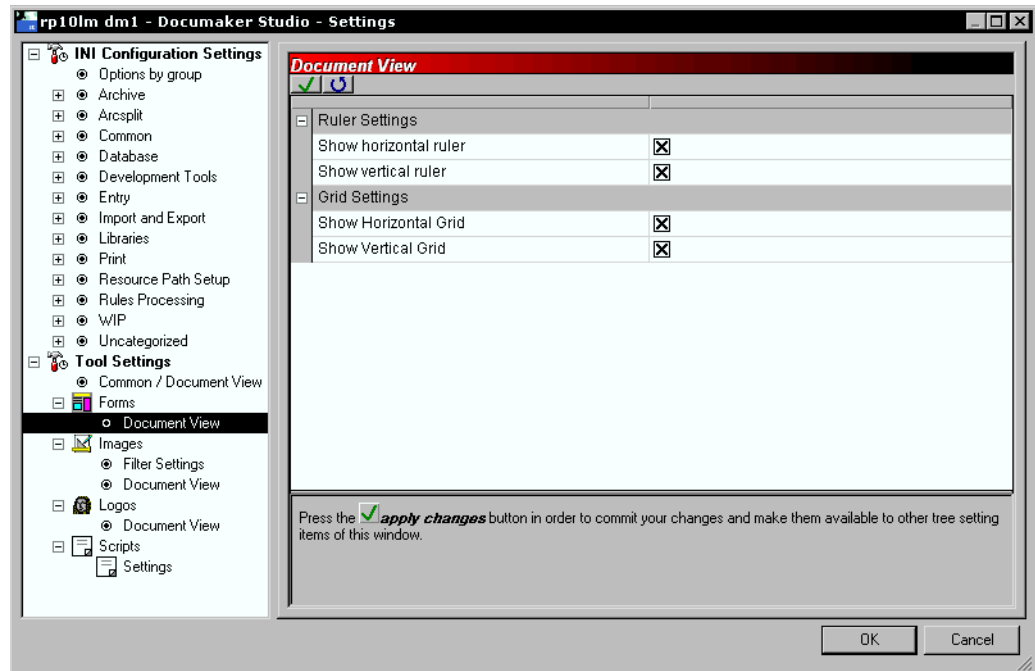 rp10lm dm1 - Documaker Studio - Settings
INI Configuration Settings
Options by group
Archive
Arcsplit
Common
Database
Development Tools
Entry
Import and Export
Libraries
Print
Resource Path Setup
Rules Processing
WIP
Uncategorized
Tool Settings
Common / Document View
Forms
Document View
Images
Filter Settings
Document View
Logos
Document View
Scripts
Settings
Document View
Ruler Settings
Show horizontal ruler
Show vertical ruler
Grid Settings
Show Horizontal Grid
Show Vertical Grid
Press the apply changes button in order to commit your changes and make them available to other tree setting
items of this window.
OK
Cancel